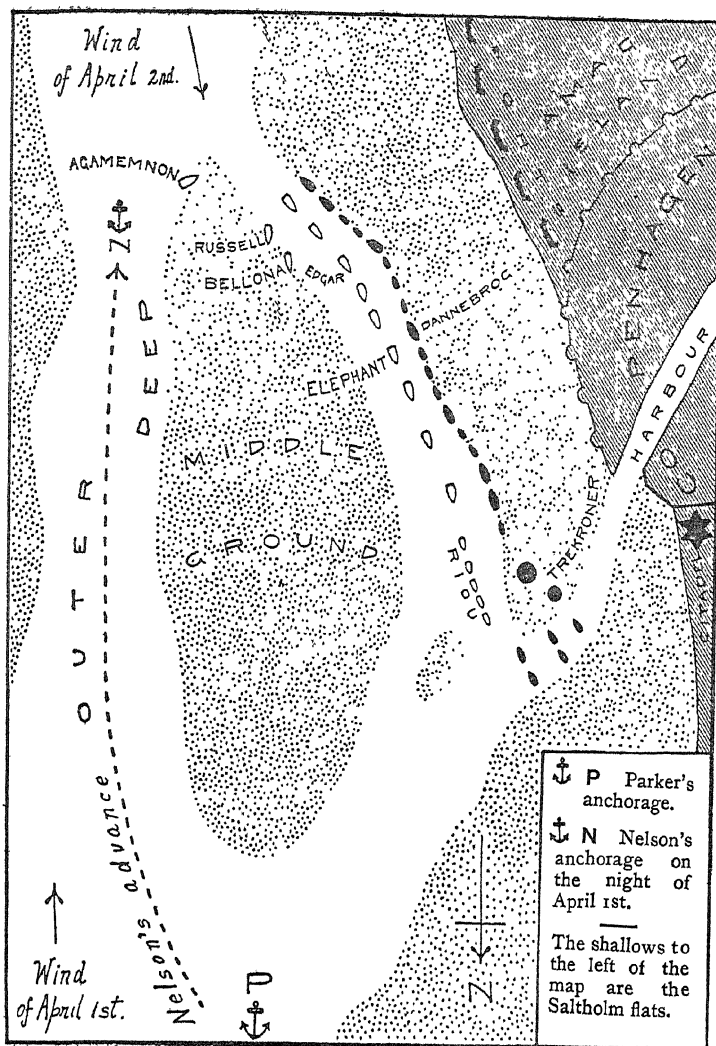 Wind
of April 2nd.
AGAMEMNON
N
RUSSELL
BELLONA
EDGAR
DANNEBROG
ELEPHANT
OUTER DEEP
MIDDLE
GROUND
RIOU
TREKRONER
HARBOUR
COPENHAGEN
CITADEL
Nelson's advance
Wind
of April 1st.
P
N
P Parker's
anchorage.
N Nelson's
anchorage on
the night of
April 1st.
The shallows to
the left of the
map are the
Saltholm flats.